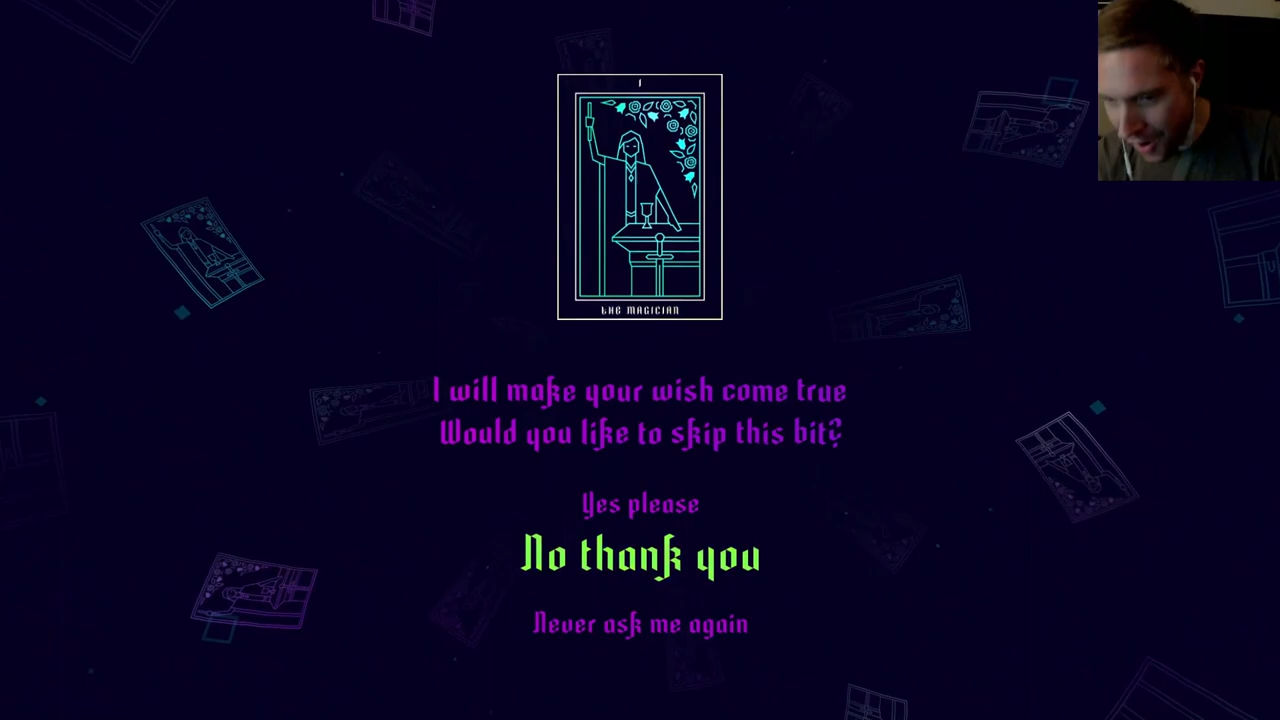 I
THE MAGICIAN
I will make your wish come true
Would you like to skip this bit?
Yes please
No thank you
Never ask me again